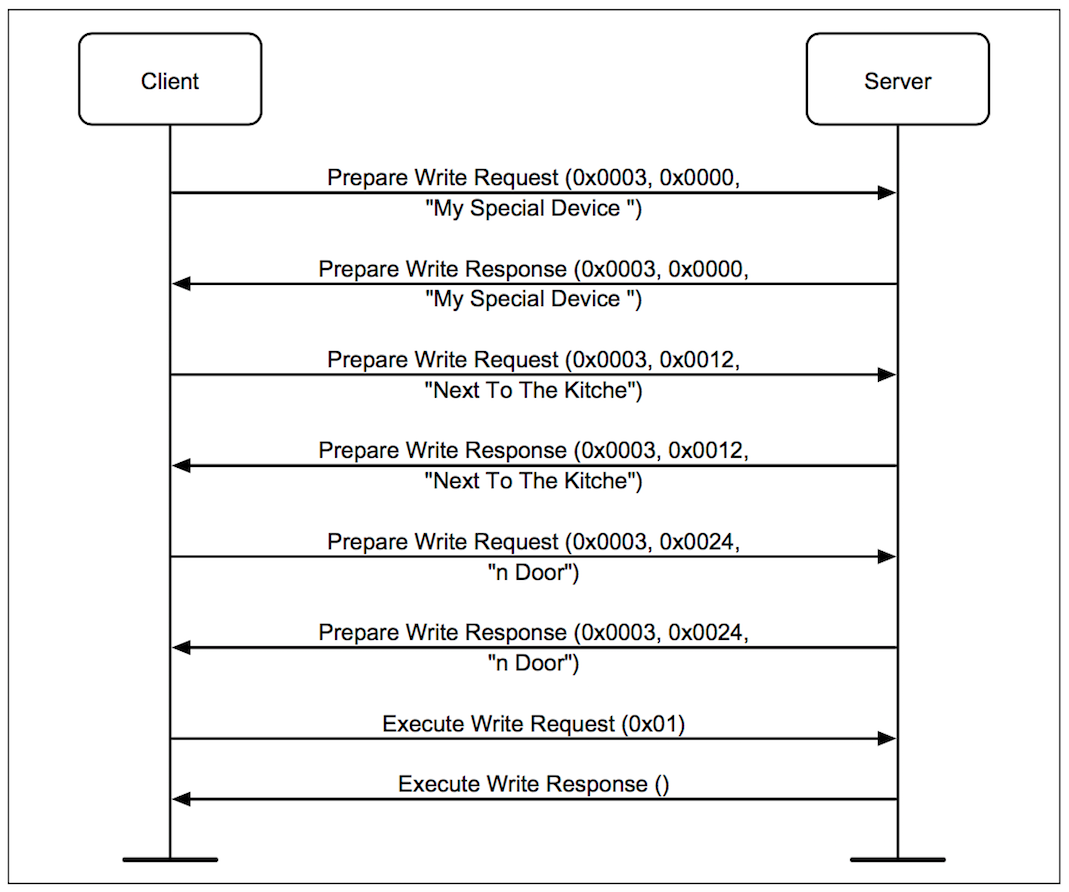 Client
Server
Prepare Write Request (0x0003, 0x0000,
"My Special Device ")
Prepare Write Response (0x0003, 0x0000,
"My Special Device ")
Prepare Write Request (0x0003, 0x0012,
"Next To The Kitche")
Prepare Write Response (0x0003, 0x0012,
"Next To The Kitche")
Prepare Write Request (0x0003, 0x0024,
"n Door")
Prepare Write Response (0x0003, 0x0024,
"n Door")
Execute Write Request (0x01)
Execute Write Response ()